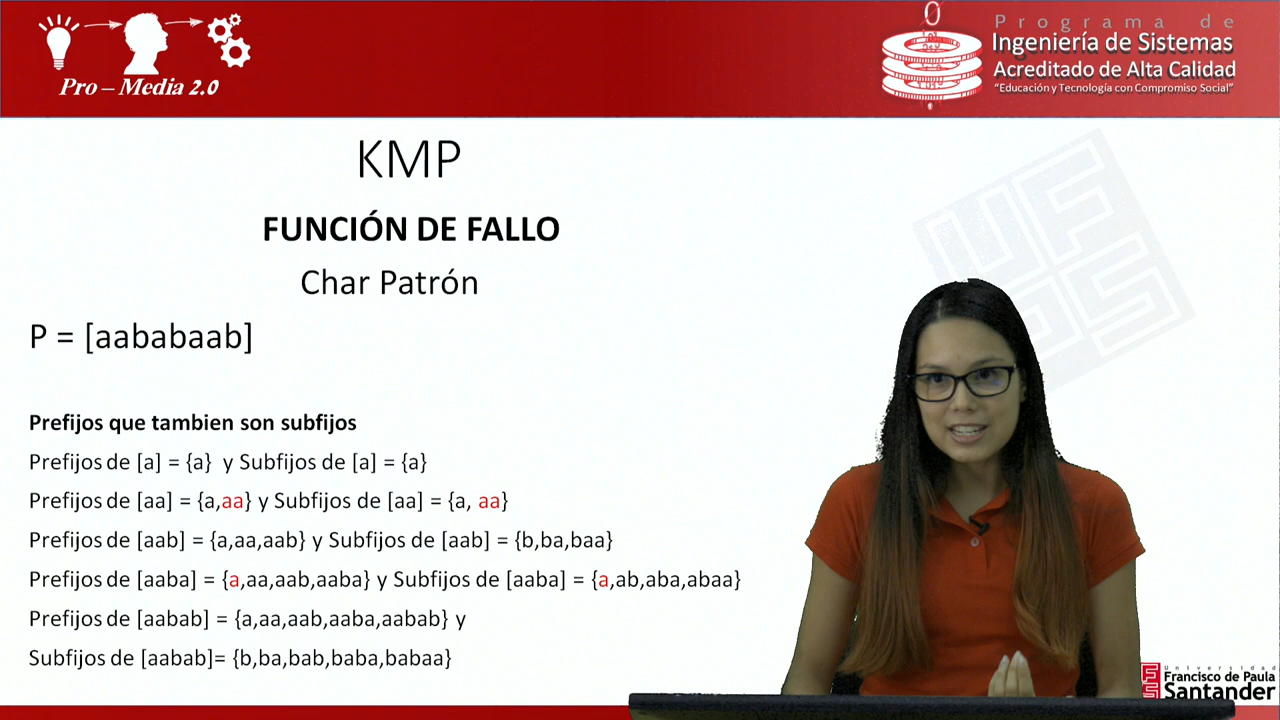 Pro – Media 2.0
Programa de
Ingeniería de Sistemas
Acreditado de Alta Calidad
“Educación y Tecnología con Compromiso Social”
KMP
FUNCIÓN DE FALLO
Char Patrón
P = [aababaab]
Prefijos que tambien son subfijos
Prefijos de [a] = {a} y Subfijos de [a] = {a}
Prefijos de [aa] = {a,aa} y Subfijos de [aa] = {a, aa}
Prefijos de [aab] = {a,aa,aab} y Subfijos de [aab] = {b,ba,baa}
Prefijos de [aaba] = {a,aa,aab,aaba} y Subfijos de [aaba] = {a,ab,aba,abaa}
Prefijos de [aabab] = {a,aa,aab,aaba,aabab} y
Subfijos de [aabab]= {b,ba,bab,baba,babaa}
Universidad
Francisco de Paula
Santander